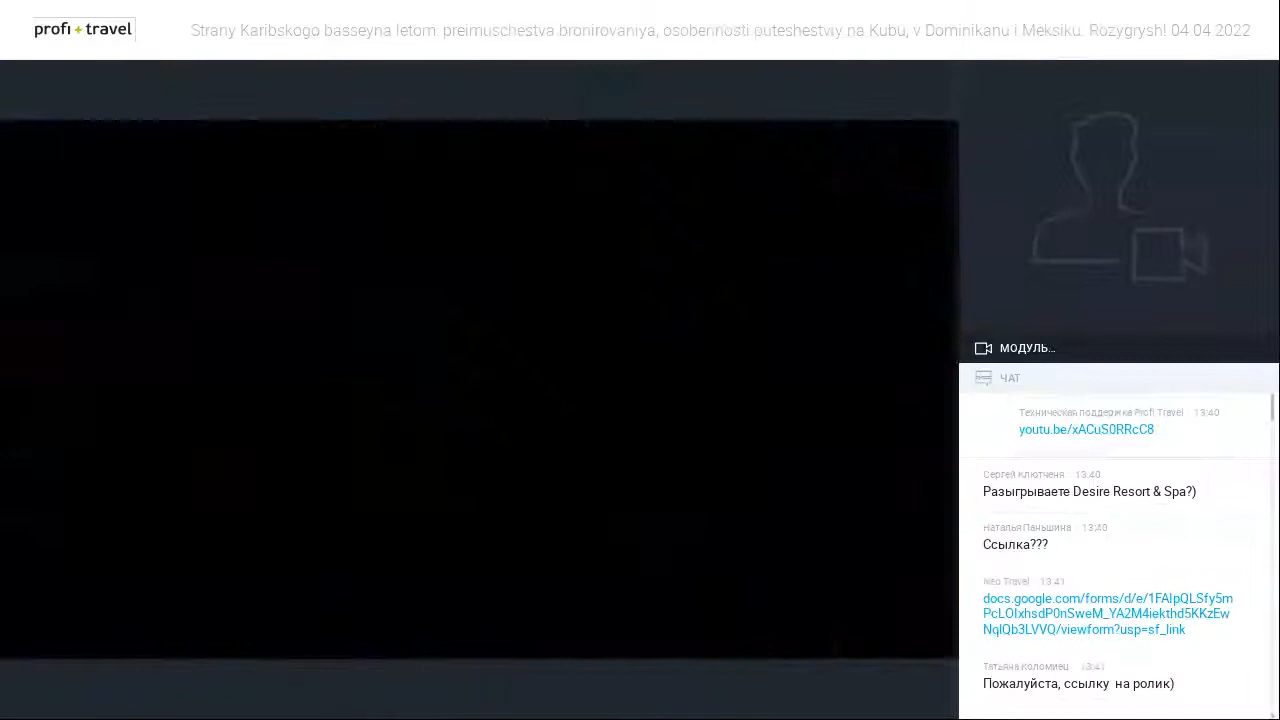 profi travel
Strany Karibskogo basseyna letom: preimuschestva bronirovaniya, osobennosti puteshestviy na Kubu, v Dominikanu i Meksiku. Rozygrysh! 04 04 2022
МОДУЛЬ...
ЧАТ
Техническая поддержка Profi Travel 13:40
youtu.be/xACuS0RRcC8
Сергей Ключеня 13:40
Разыгрываете Desire Resort & Spa?)
Наталья Паньшина 13:40
Ссылка???
Neo Travel 13:41
docs.google.com/forms/d/e/1FAIpQLSfy5m
PcLOIxhsdP0nSweM_YA2M4iekthd5KKzEw
NqlQb3LVVQ/viewform?usp=sf_link
Татьяна Коломиец 13:41
Пожалуйста, ссылку на ролик)